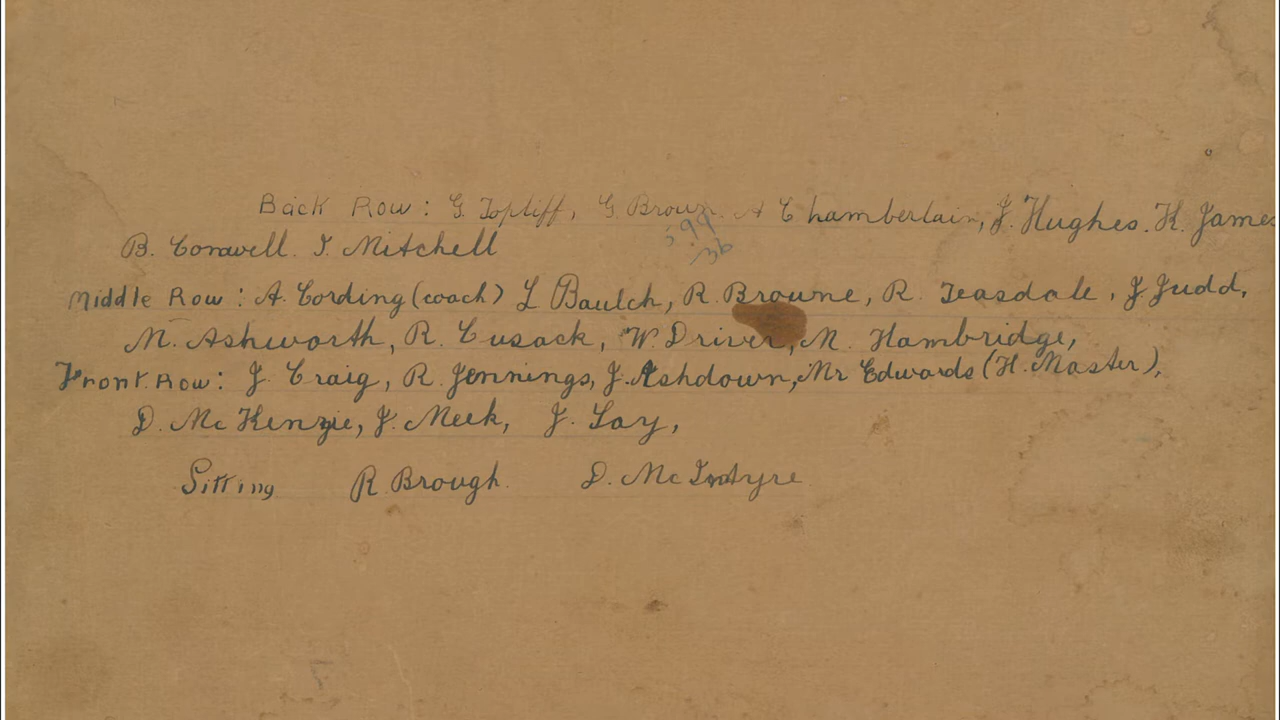 Back Row: G. Topliff, G. Brown. A Chamberlain, J. Hughes. K. James
B. Conwell. I. Mitchell
Middle Row: A. Cording (coach) L Baulch, R. Browne, R. Teasdale, J. Judd,
M. Ashworth, R. Cusack, W Driver, M. Hambridge,
Front Row: J. Craig, R. Jennings, J. Ashdown, Mr Edwards (H. Master),
D. McKenzie, J. Meek, J. Lay,
Sitting R. Brough. D. McIntyre